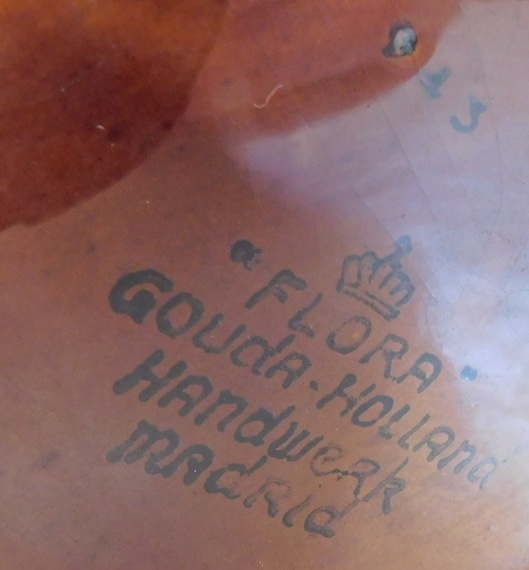 43
"FLORA"
GOUDA-HOLLAND
HANDWERK
MADRID